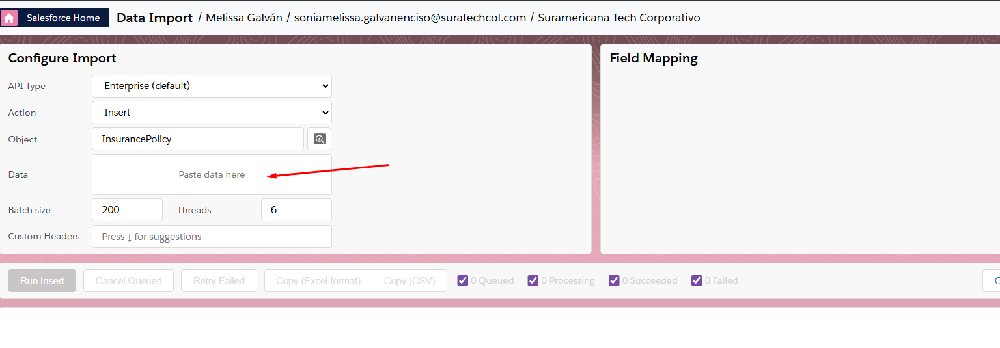 Salesforce Home Data Import / Melissa Galván / soniamelissa.galvanenciso@suratechcol.com / Suramericana Tech Corporativo
Configure Import
API Type Enterprise (default)
Action Insert
Object InsurancePolicy
Data Paste data here
Batch size 200 Threads 6
Custom Headers Press ↓ for suggestions
Field Mapping
Run Insert Cancel Queued Retry Failed Copy (Excel format) Copy (CSV) 0 Queued 0 Processing 0 Succeeded 0 Failed